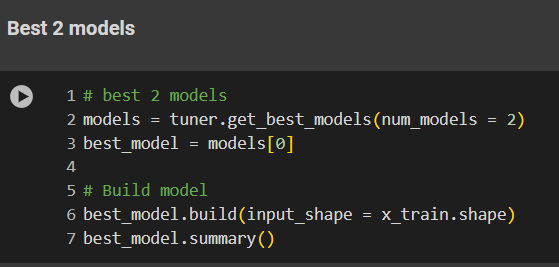 Best 2 models
1 # best 2 models
2 models = tuner.get_best_models(num_models = 2)
3 best_model = models[0]
4
5 # Build model
6 best_model.build(input_shape = x_train.shape)
7 best_model.summary()